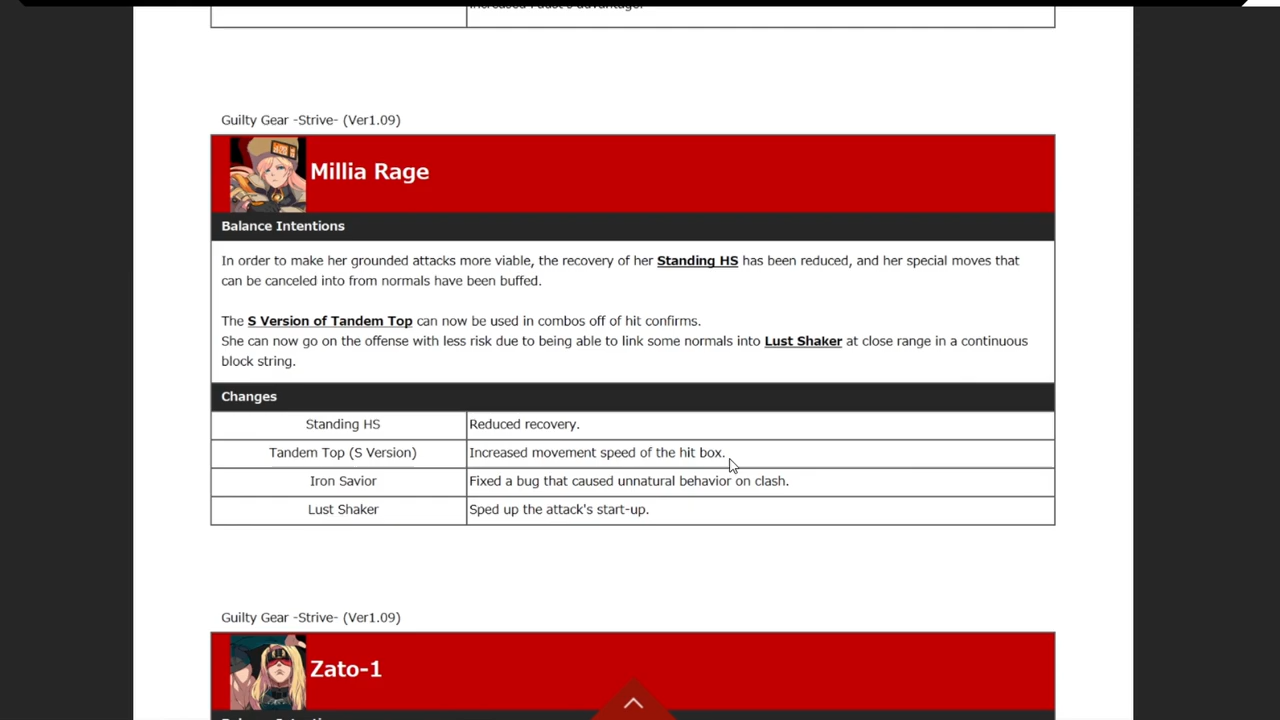 Increased Faust's advantage.
Guilty Gear -Strive- (Ver1.09)
Millia Rage
Balance Intentions
In order to make her grounded attacks more viable, the recovery of her Standing HS has been reduced, and her special moves that
can be canceled into from normals have been buffed.
The S Version of Tandem Top can now be used in combos off of hit confirms.
She can now go on the offense with less risk due to being able to link some normals into Lust Shaker at close range in a continuous
block string.
Changes
Standing HS Reduced recovery.
Tandem Top (S Version) Increased movement speed of the hit box.
Iron Savior Fixed a bug that caused unnatural behavior on clash.
Lust Shaker Sped up the attack's start-up.
Guilty Gear -Strive- (Ver1.09)
Zato-1